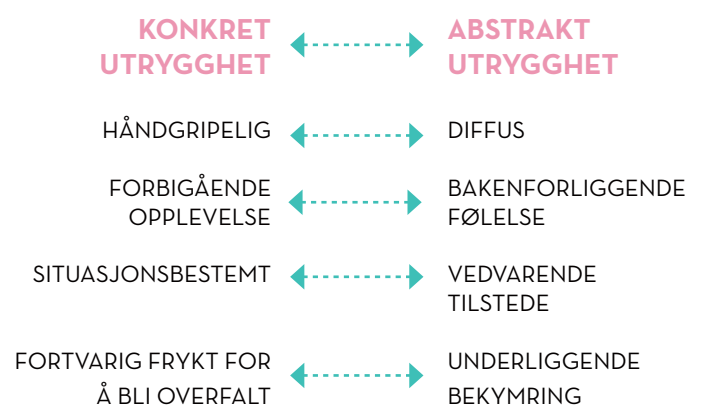 KONKRET
UTRYGGHET
ABSTRAKT
UTRYGGHET
HÅNDGRIPELIG
DIFFUS
FORBIGÅENDE
OPPLEVELSE
BAKENFORLIGGENDE
FØLELSE
SITUASJONSBESTEMT
VEDVARENDE
TILSTEDE
FORTVARIG FRYKT FOR
Å BLI OVERFALT
UNDERLIGGENDE
BEKYMRING